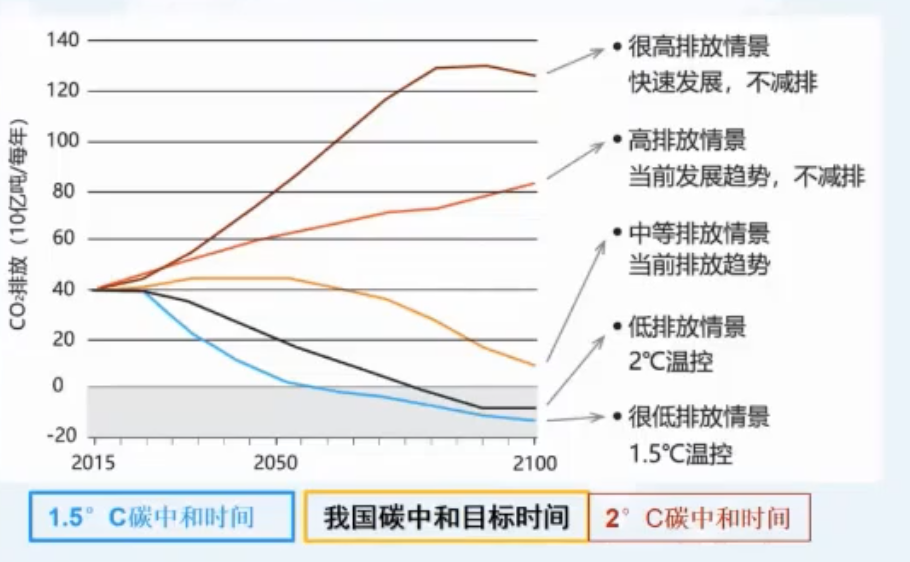 140
120
100
80
60
40
20
0
-20
CO₂排放（10亿吨/每年）
2015
2050
2100
• 很高排放情景
快速发展，不减排
• 高排放情景
当前发展趋势，不减排
• 中等排放情景
当前排放趋势
• 低排放情景
2℃温控
• 很低排放情景
1.5℃温控
1.5°C碳中和时间
我国碳中和目标时间
2°C碳中和时间